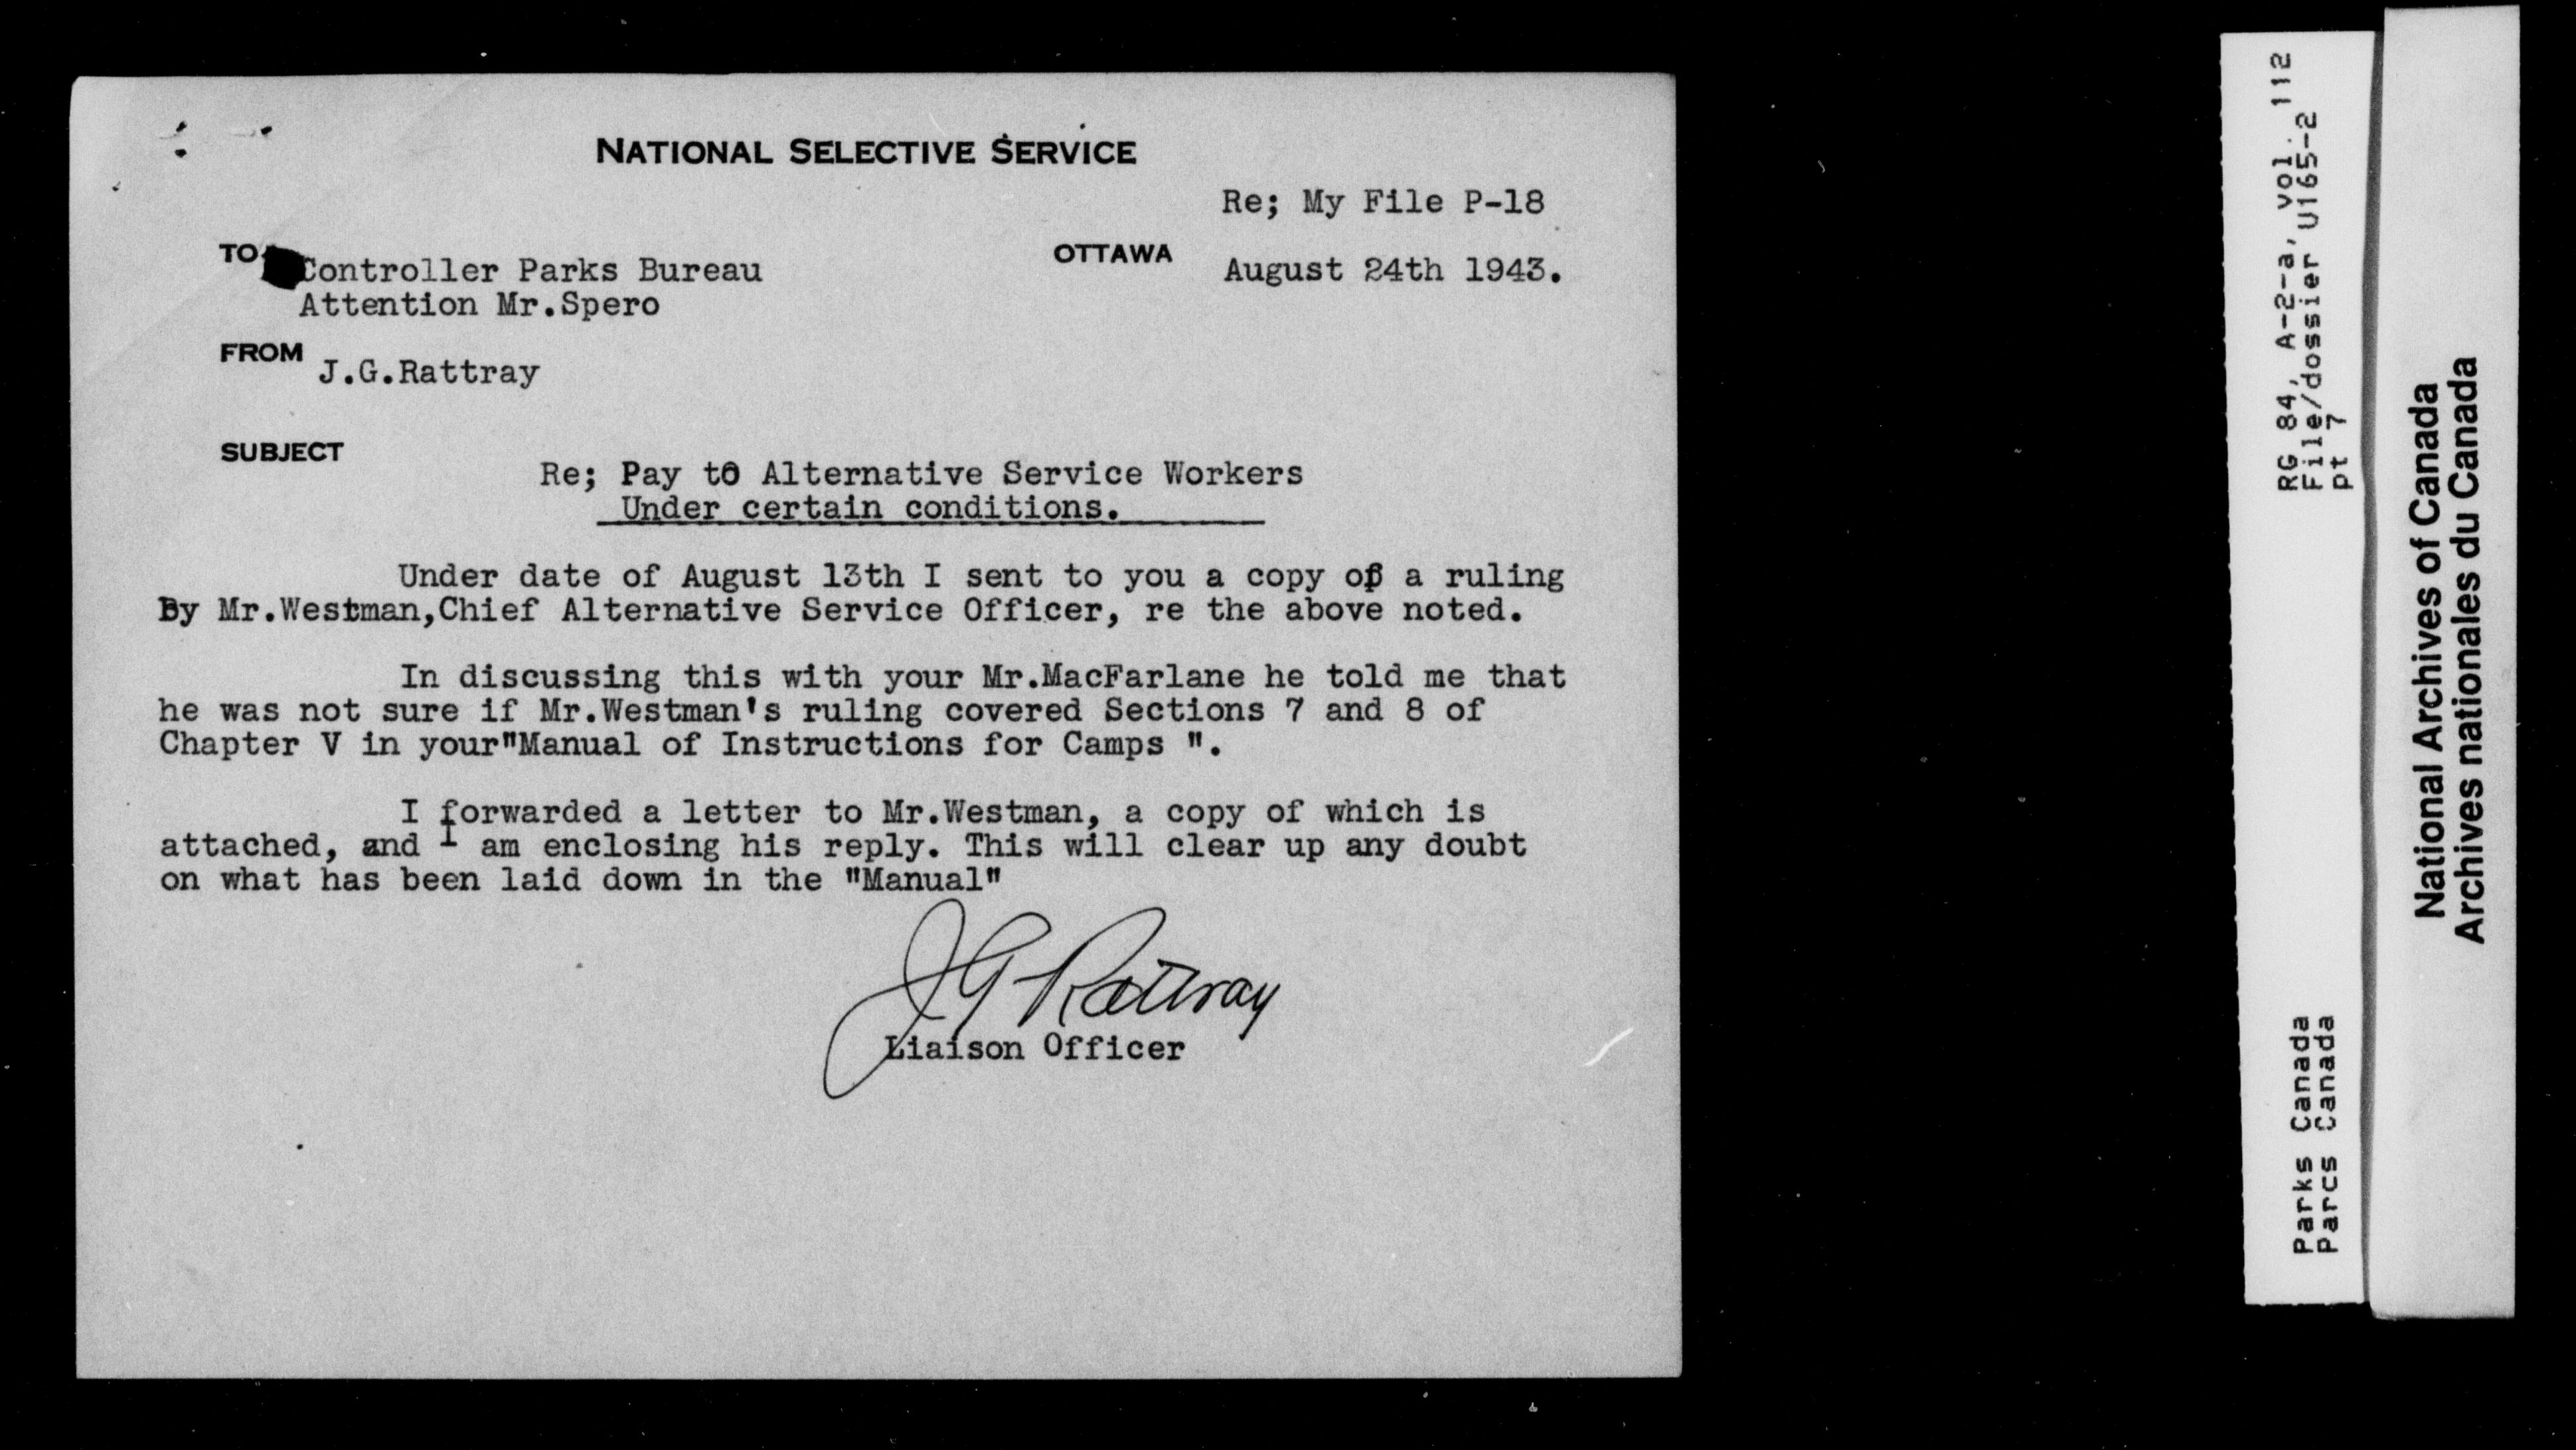 NATIONAL SELECTIVE SERVICE
Re; My File P-18
TO Controller Parks Bureau
OTTAWA August 24th 1943.
Attention Mr.Spero
FROM J.G.Rattray
SUBJECT
Re; Pay to Alternative Service Workers
Under certain conditions.
Under date of August 13th I sent to you a copy of a ruling
By Mr.Westman,Chief Alternative Service Officer, re the above noted.
In discussing this with your Mr.MacFarlane he told me that
he was not sure if Mr.Westman's ruling covered Sections 7 and 8 of
Chapter V in your"Manual of Instructions for Camps ".
I forwarded a letter to Mr.Westman, a copy of which is
attached, and I am enclosing his reply. This will clear up any doubt
on what has been laid down in the "Manual"
JG Rattray
Liaison Officer
RG 84, A-2-a, vol. 112
File/dossier U165-2
pt 7
Parks Canada
Parcs Canada
National Archives of Canada
Archives nationales du Canada